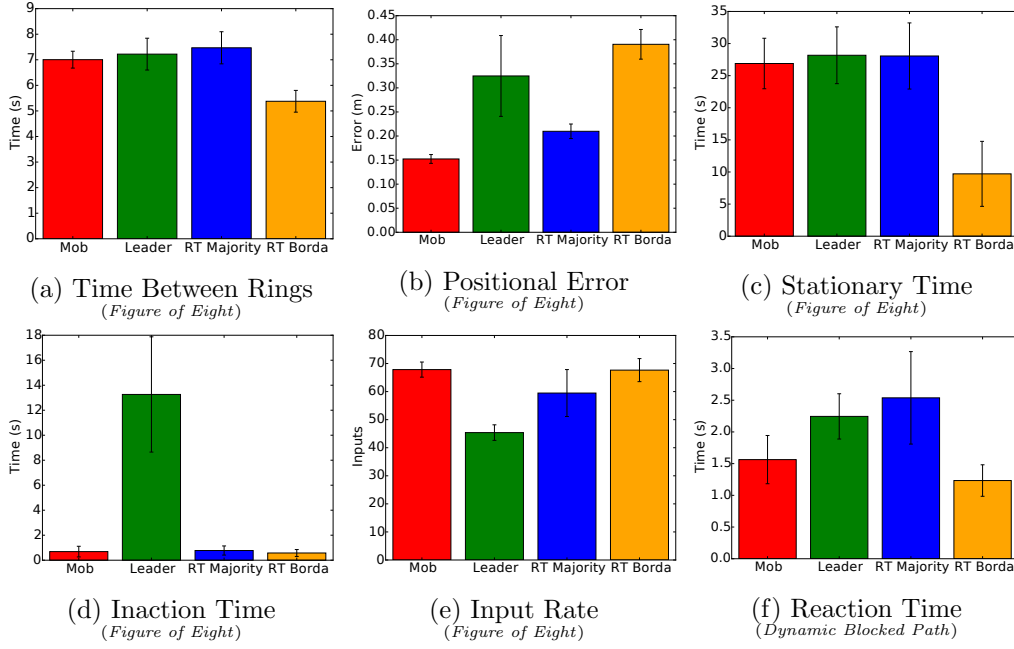 9
8
7
6
5
4
3
2
1
0
Time (s)
Mob Leader RT Majority RT Borda
(a) Time Between Rings
(Figure of Eight)
0.45
0.40
0.35
0.30
0.25
0.20
0.15
0.10
0.05
0.00
Error (m)
Mob Leader RT Majority RT Borda
(b) Positional Error
(Figure of Eight)
35
30
25
20
15
10
5
0
Time (s)
Mob Leader RT Majority RT Borda
(c) Stationary Time
(Figure of Eight)
18
16
14
12
10
8
6
4
2
0
Time (s)
Mob Leader RT Majority RT Borda
(d) Inaction Time
(Figure of Eight)
80
70
60
50
40
30
20
10
0
Inputs
Mob Leader RT Majority RT Borda
(e) Input Rate
(Figure of Eight)
3.5
3.0
2.5
2.0
1.5
1.0
0.5
0.0
Time (s)
Mob Leader RT Majority RT Borda
(f) Reaction Time
(Dynamic Blocked Path)